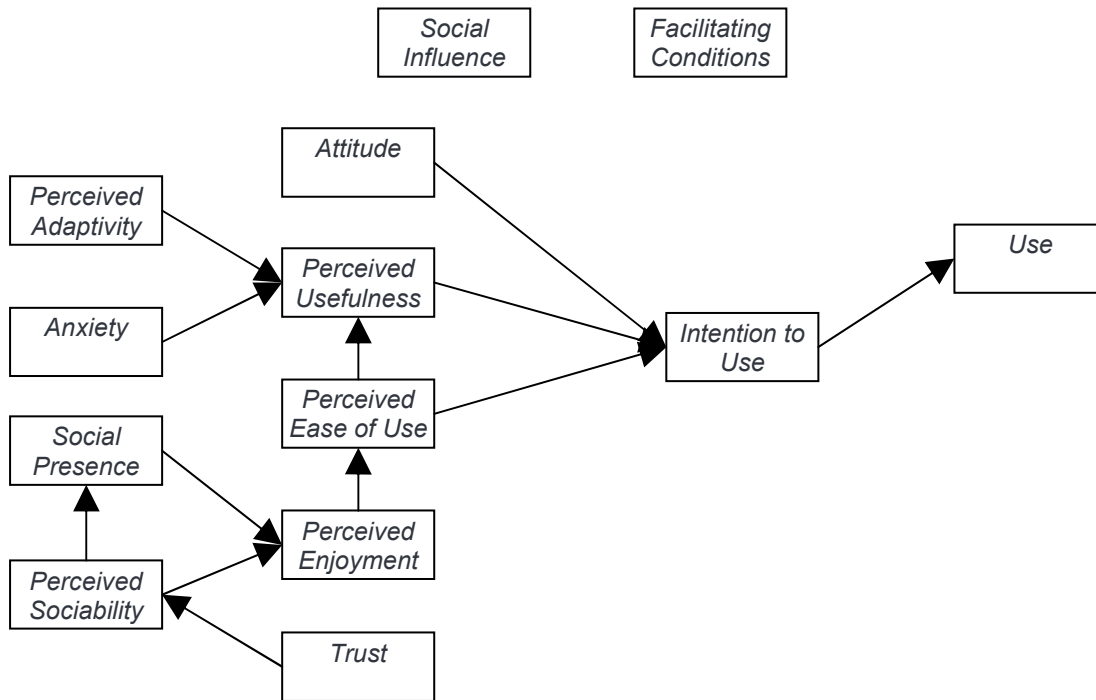 Social
Influence
Facilitating
Conditions
Attitude
Perceived
Adaptivity
Use
Perceived
Usefulness
Anxiety
Intention to
Use
Perceived
Ease of Use
Social
Presence
Perceived
Enjoyment
Perceived
Sociability
Trust